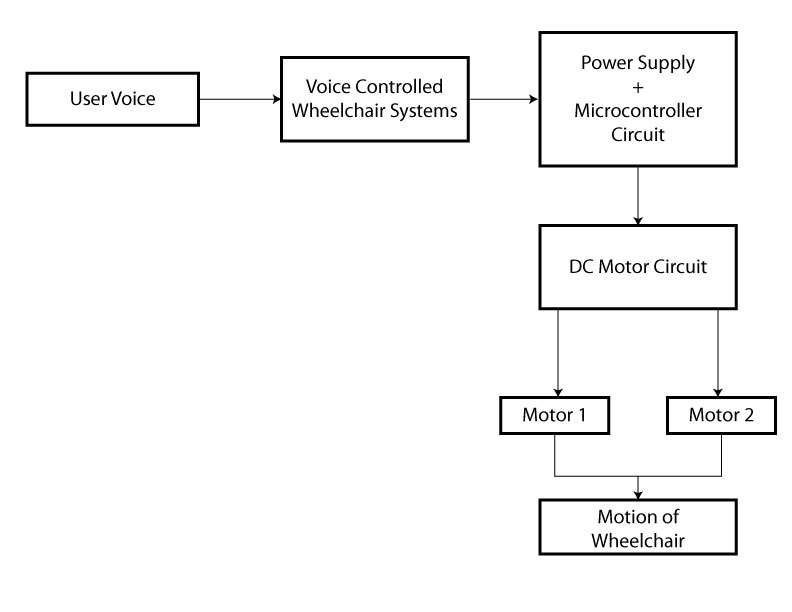 User Voice
Voice Controlled
Wheelchair Systems
Power Supply
+
Microcontroller
Circuit
DC Motor Circuit
Motor 1
Motor 2
Motion of
Wheelchair